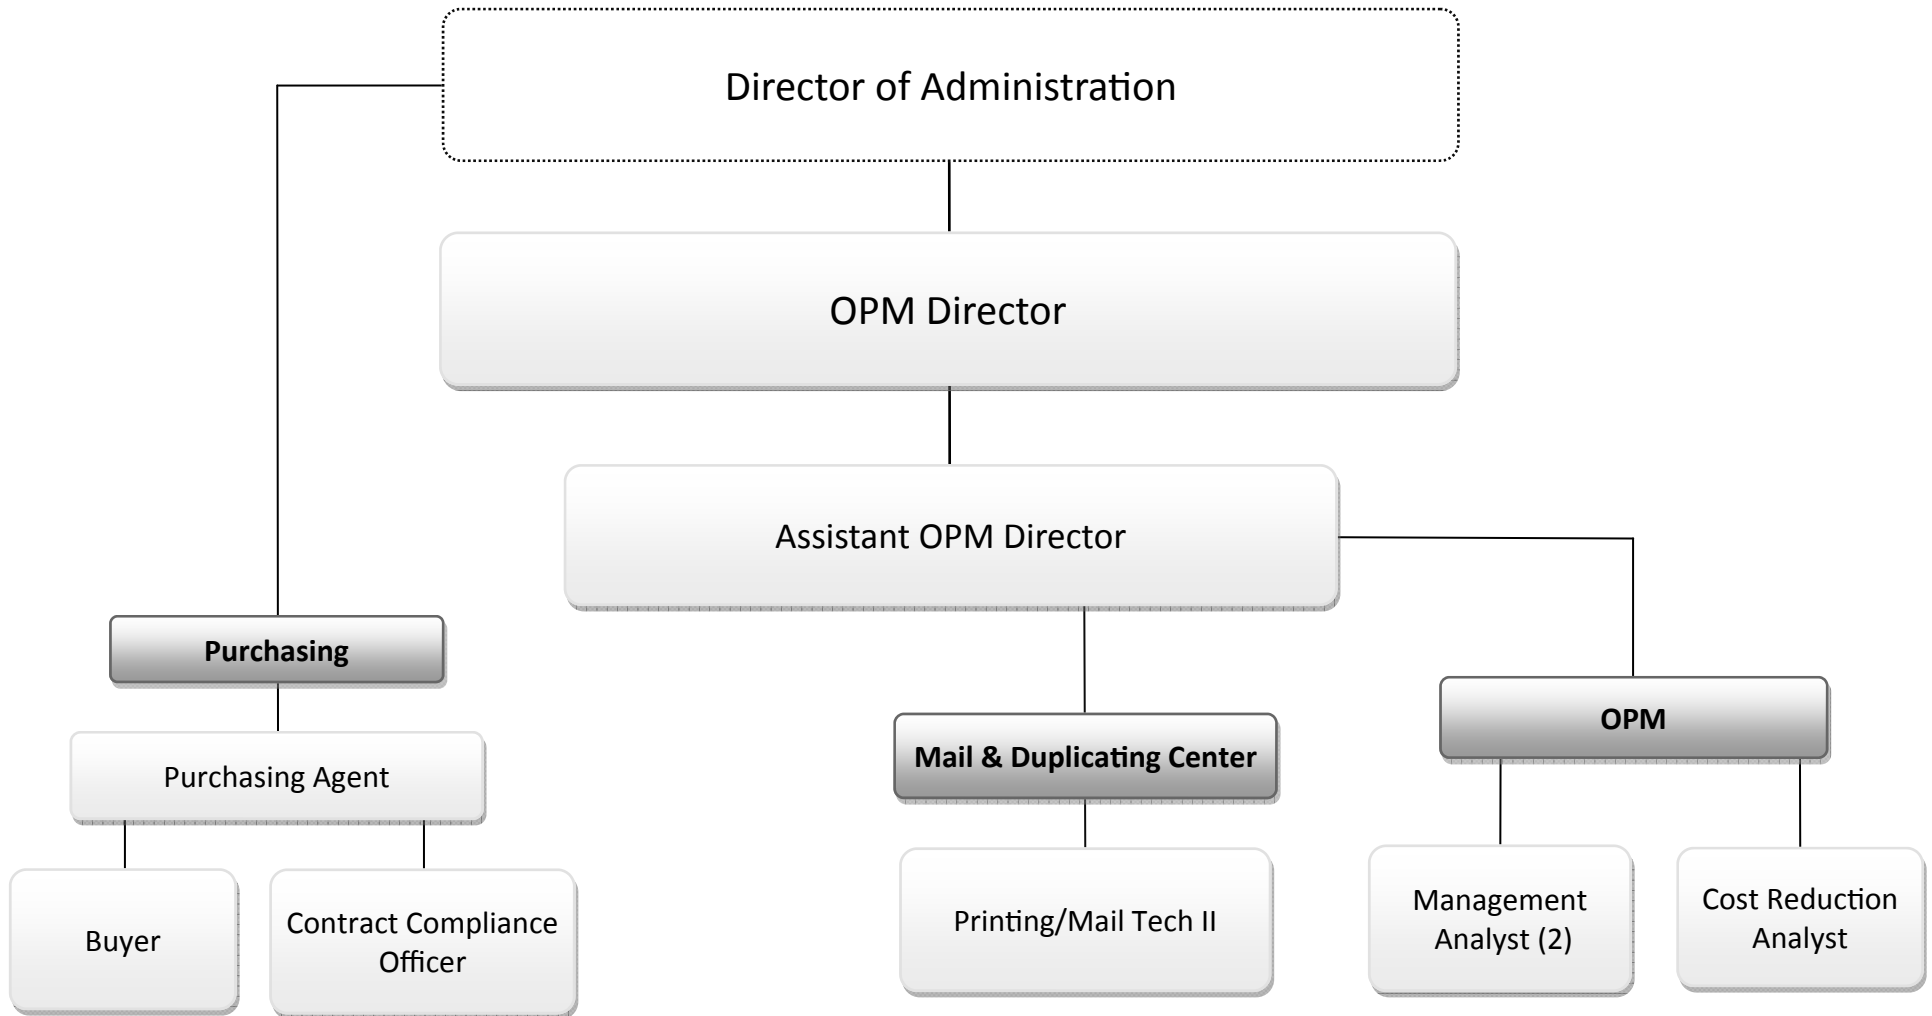 Director of Administration
OPM Director
Assistant OPM Director
Purchasing
Purchasing Agent
Buyer
Contract Compliance
Officer
Mail & Duplicating Center
Printing/Mail Tech II
OPM
Management
Analyst (2)
Cost Reduction
Analyst